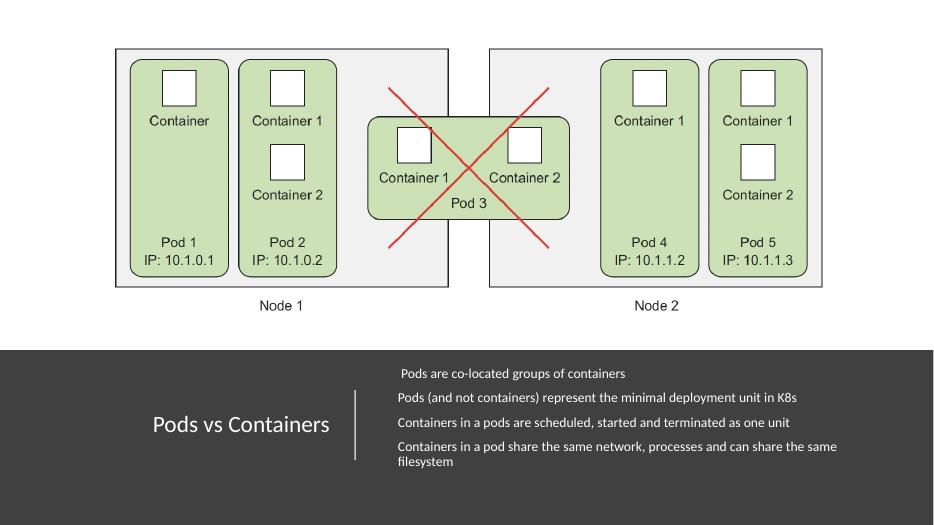 Container
Container 1
Container 1
Container 2
Container 1
Container 1
Container 1
Container 2
Pod 3
Container 2
Container 2
Pod 1
IP: 10.1.0.1
Pod 2
IP: 10.1.0.2
Pod 4
IP: 10.1.1.2
Pod 5
IP: 10.1.1.3
Node 1
Node 2
Pods vs Containers
Pods are co-located groups of containers
Pods (and not containers) represent the minimal deployment unit in K8s
Containers in a pods are scheduled, started and terminated as one unit
Containers in a pod share the same network, processes and can share the same
filesystem